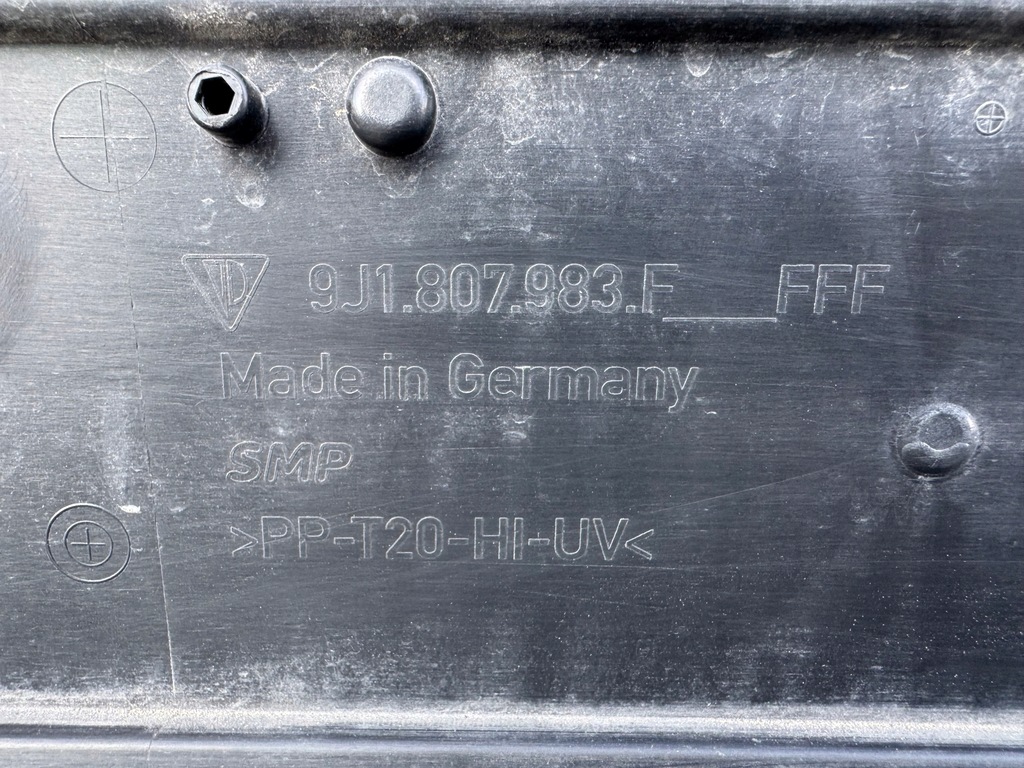 9J1.807.983.F___FFF
Made in Germany
SMP
>PP-T20-HI-UV<